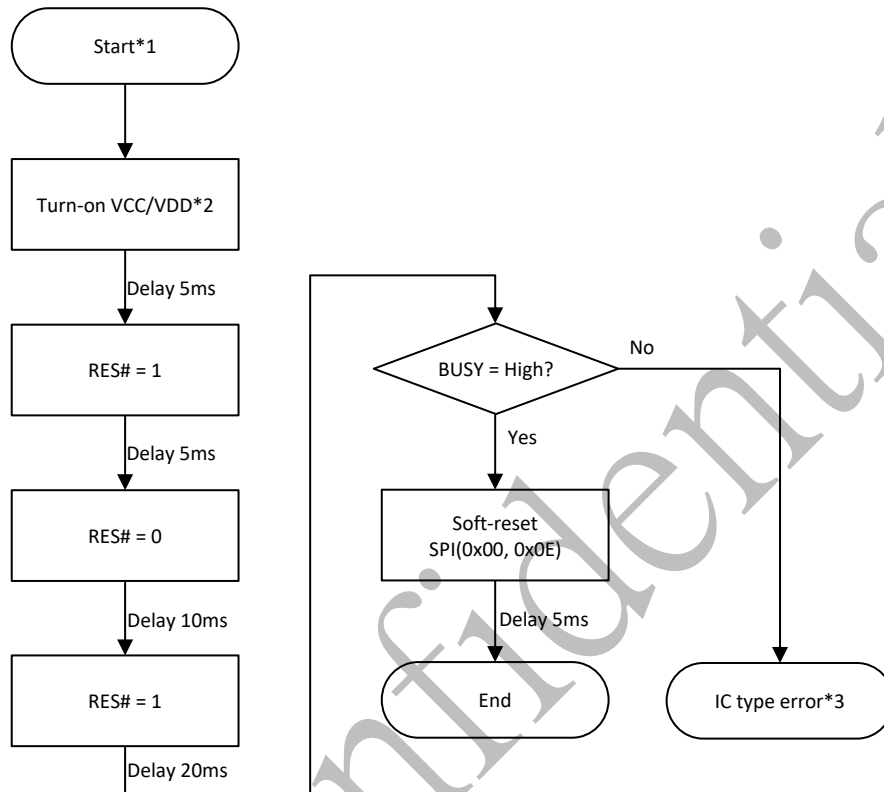 Start*1
Turn-on VCC/VDD*2
Delay 5ms
RES# = 1
Delay 5ms
RES# = 0
Delay 10ms
RES# = 1
Delay 20ms
BUSY = High?
No
Yes
Soft-reset
SPI(0x00, 0x0E)
Delay 5ms
End
IC type error*3